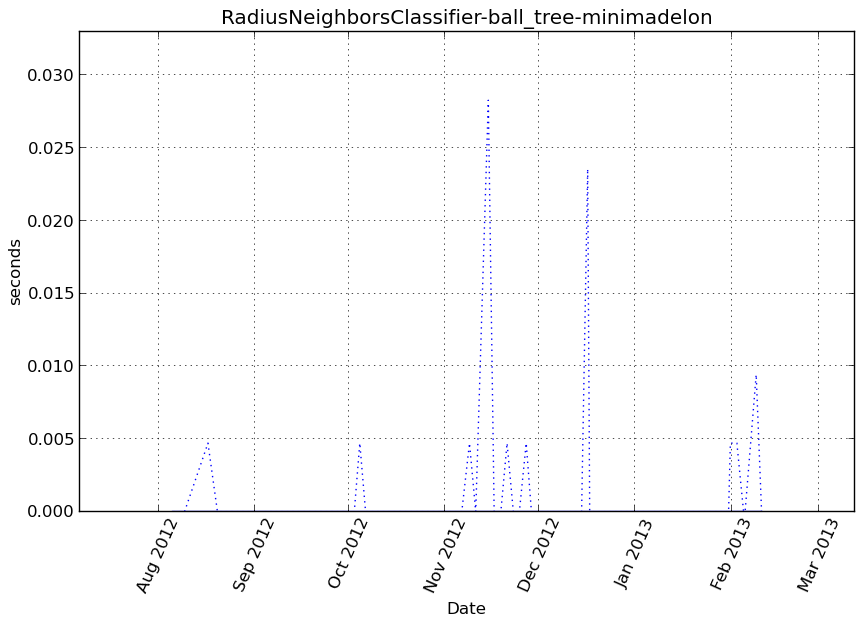 RadiusNeighborsClassifier-ball_tree-minimadelon
0.030
0.025
0.020
0.015
0.010
0.005
0.000
seconds
Aug 2012
Sep 2012
Oct 2012
Nov 2012
Dec 2012
Jan 2013
Feb 2013
Mar 2013
Date